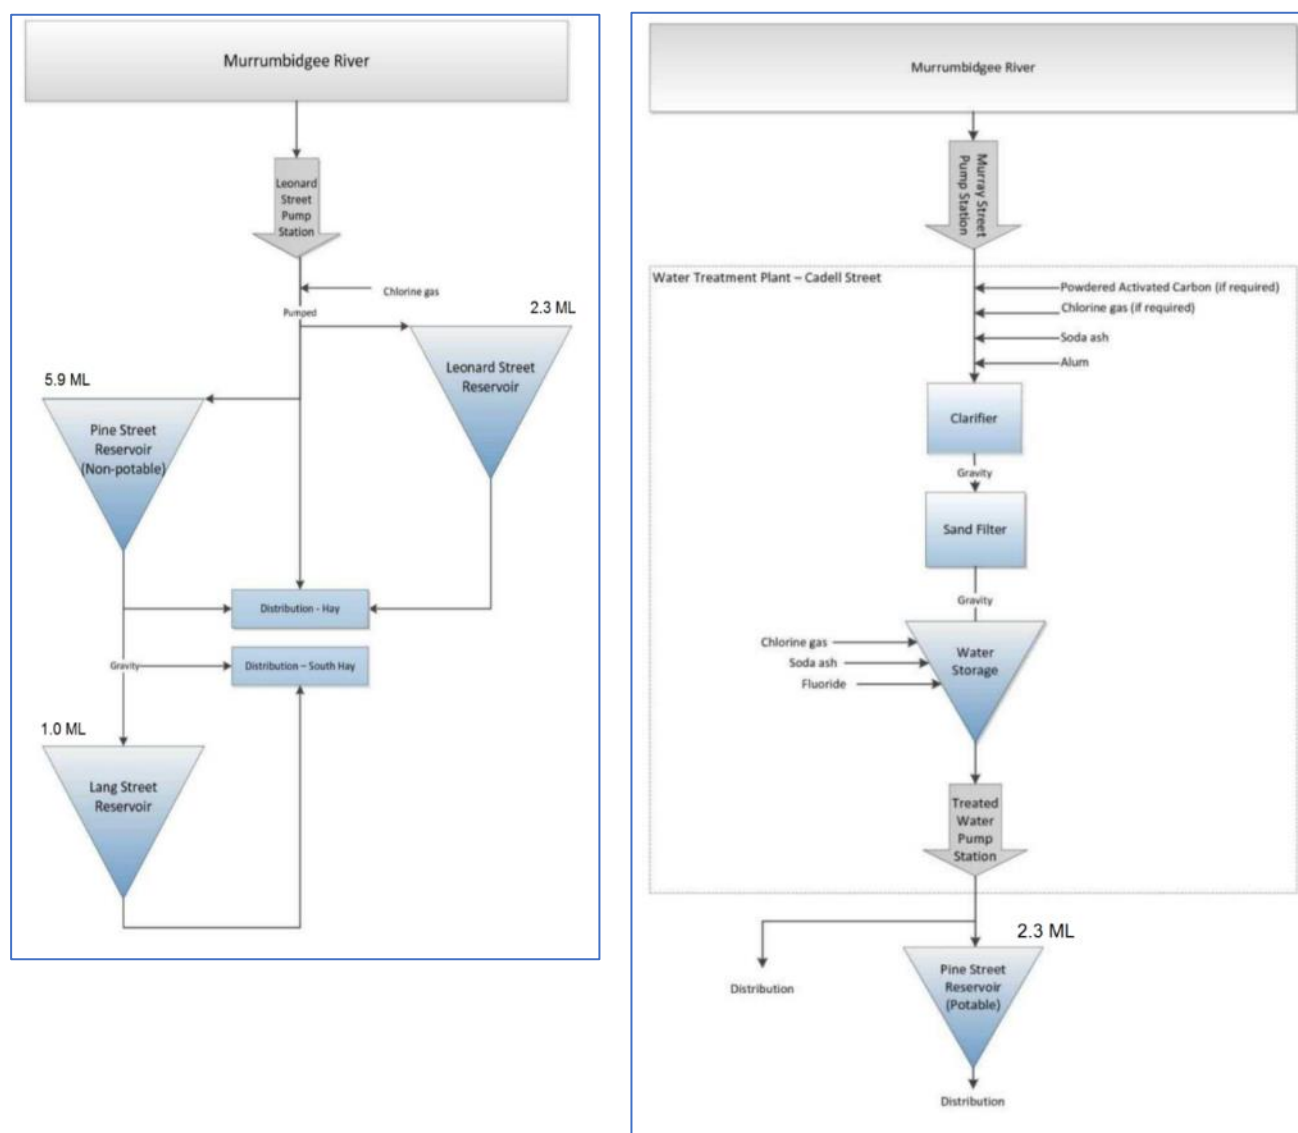 Murrumbidgee River
Leonard
Street
Pump
Station
Chlorine gas
Pumped
2.3 ML
Leonard Street
Reservoir
5.9 ML
Pine Street
Reservoir
(Non-potable)
Distribution - Hay
Gravity
Distribution – South Hay
1.0 ML
Lang Street
Reservoir
Murrumbidgee River
Murray Street
Pump Station
Water Treatment Plant – Cadell Street
Powdered Activated Carbon (if required)
Chlorine gas (if required)
Soda ash
Alum
Clarifier
Gravity
Sand Filter
Gravity
Chlorine gas
Soda ash
Fluoride
Water
Storage
Treated
Water
Pump
Station
2.3 ML
Pine Street
Reservoir
(Potable)
Distribution
Distribution